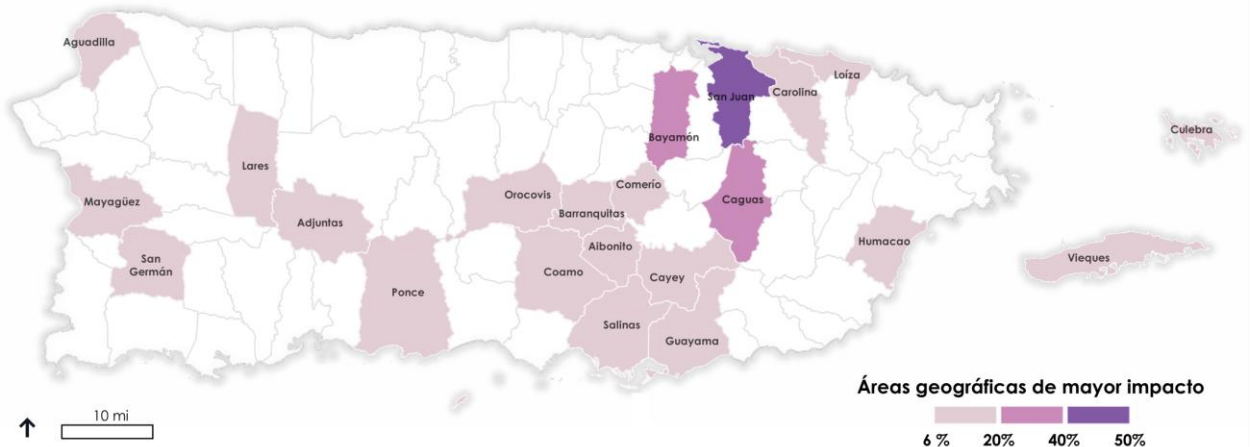 Aguadilla
Loíza
Carolina
San Juan
Culebra
Bayamón
Lares
Comerío
Orocovis
Mayagüez
Caguas
Barranquitas
Adjuntas
Humacao
Aibonito
San
Germán
Vieques
Coamo
Cayey
Ponce
Salinas
Guayama
Áreas geográficas de mayor impacto
10 mi
6 % 20% 40% 50%